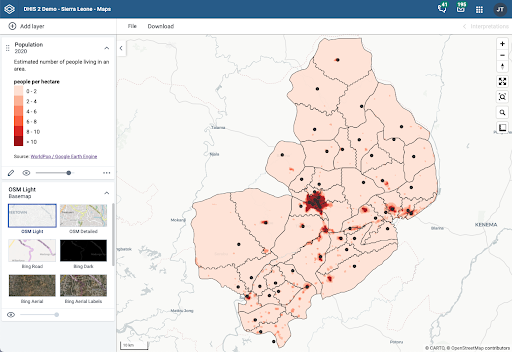 DHIS 2 Demo - Sierra Leone - Maps
41
195
JT
Add layer
File
Download
Interpretations
Population
2020
Estimated number of people living in an
area.
people per hectare
0 - 2
2 - 4
4 - 6
6 - 8
8 - 10
> 10
Source: WorldPop / Google Earth Engine
OSM Light
Basemap
OSM Light
OSM Detailed
Bing Road
Bing Dark
Bing Aerial
Bing Aerial Labels
KENEMA
10 km
© CARTO, © OpenStreetMap contributors